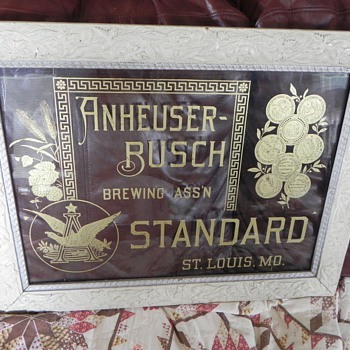 ANHEUSER-
BUSCH
BREWING ASS'N
STANDARD
ST. LOUIS, MO.